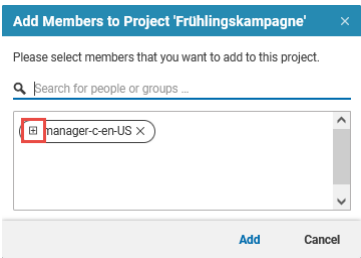 Add Members to Project 'Frühlingskampagne'
Please select members that you want to add to this project.
Search for people or groups ...
manager-c-en-US
Add Cancel